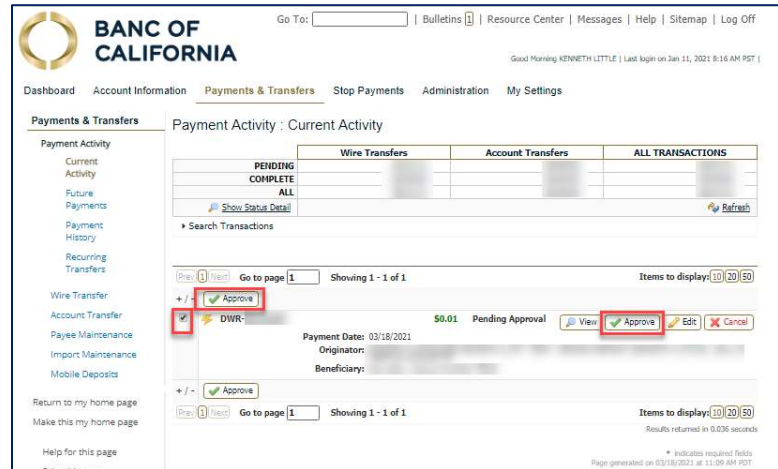 BANC OF
CALIFORNIA
Go To: | Bulletins 1 | Resource Center | Messages | Help | Sitemap | Log Off
Good Morning KENNETH LITTLE | Last login on Jan 11, 2021 8:16 AM PST |
Dashboard Account Information Payments & Transfers Stop Payments Administration My Settings
Payments & Transfers
Payment Activity
Current
Activity
Future
Payments
Payment
History
Recurring
Transfers
Wire Transfer
Account Transfer
Payee Maintenance
Import Maintenance
Mobile Deposits
Return to my home page
Make this my home page
Help for this page
Payment Activity : Current Activity
Wire Transfers Account Transfers ALL TRANSACTIONS
PENDING
COMPLETE
ALL
Show Status Detail Refresh
Search Transactions
Prev 1 Next Go to page 1 Showing 1 - 1 of 1 Items to display: 10 20 50
+ / - Approve
DWR- $0.01 Pending Approval View Approve Edit Cancel
Payment Date: 03/18/2021
Originator:
Beneficiary:
+ / - Approve
Prev 1 Next Go to page 1 Showing 1 - 1 of 1 Items to display: 10 20 50
Results returned in 0.036 seconds
* indicates required fields
Page generated on 03/18/2021 at 11:09 AM PDT